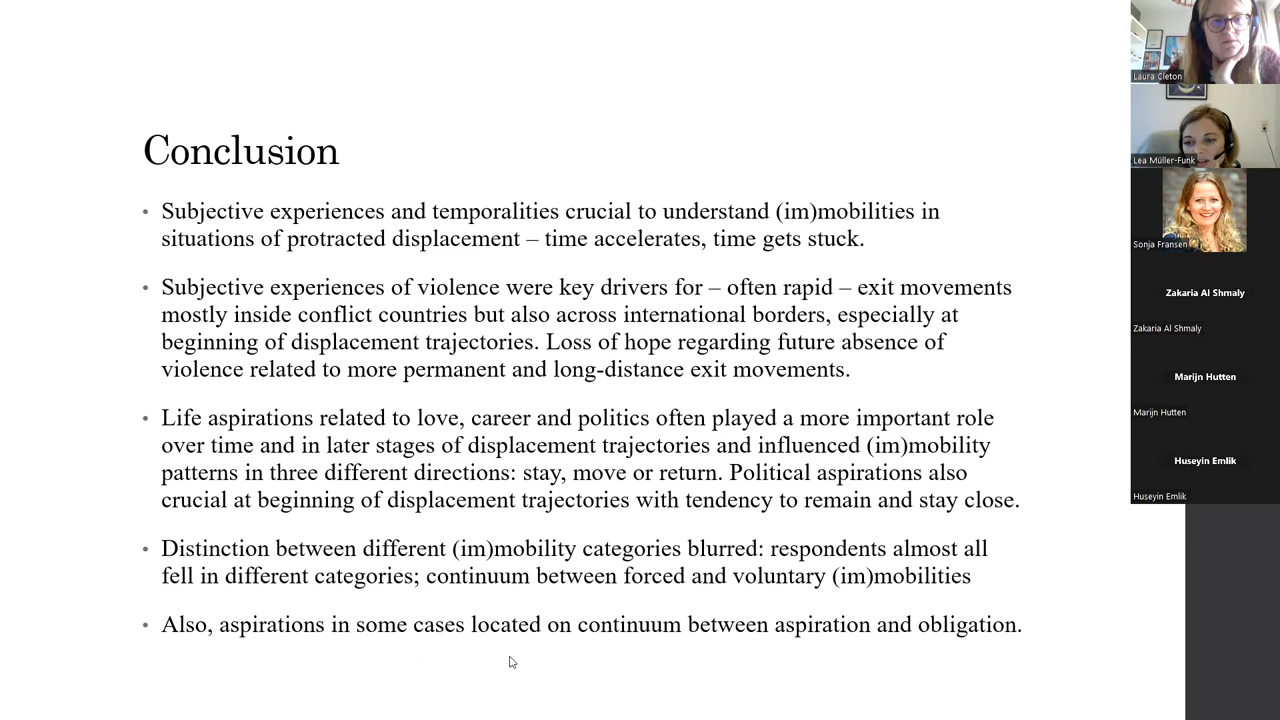 Conclusion
• Subjective experiences and temporalities crucial to understand (im)mobilities in
situations of protracted displacement – time accelerates, time gets stuck.
• Subjective experiences of violence were key drivers for – often rapid – exit movements
mostly inside conflict countries but also across international borders, especially at
beginning of displacement trajectories. Loss of hope regarding future absence of
violence related to more permanent and long-distance exit movements.
• Life aspirations related to love, career and politics often played a more important role
over time and in later stages of displacement trajectories and influenced (im)mobility
patterns in three different directions: stay, move or return. Political aspirations also
crucial at beginning of displacement trajectories with tendency to remain and stay close.
• Distinction between different (im)mobility categories blurred: respondents almost all
fell in different categories; continuum between forced and voluntary (im)mobilities
• Also, aspirations in some cases located on continuum between aspiration and obligation.
Laura Cleton
Lea Müller-Funk
Sonja Fransen
Zakaria Al Shmaly
Zakaria Al Shmaly
Marijn Hutten
Marijn Hutten
Huseyin Emlik
Huseyin Emlik